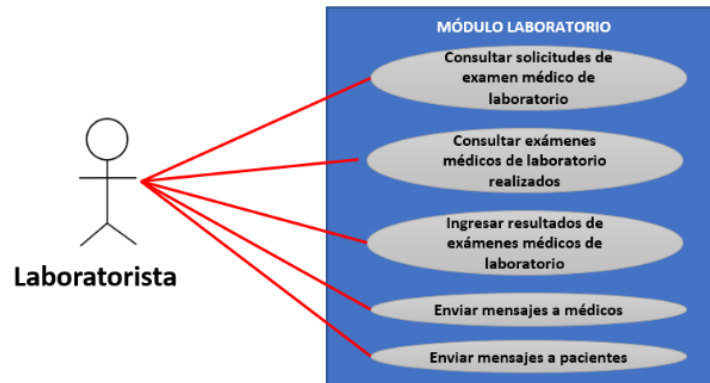 MÓDULO LABORATORIO
Consultar solicitudes de
examen médico de
laboratorio
Consultar exámenes
médicos de laboratorio
realizados
Ingresar resultados de
exámenes médicos de
laboratorio
Enviar mensajes a médicos
Enviar mensajes a pacientes
Laboratorista